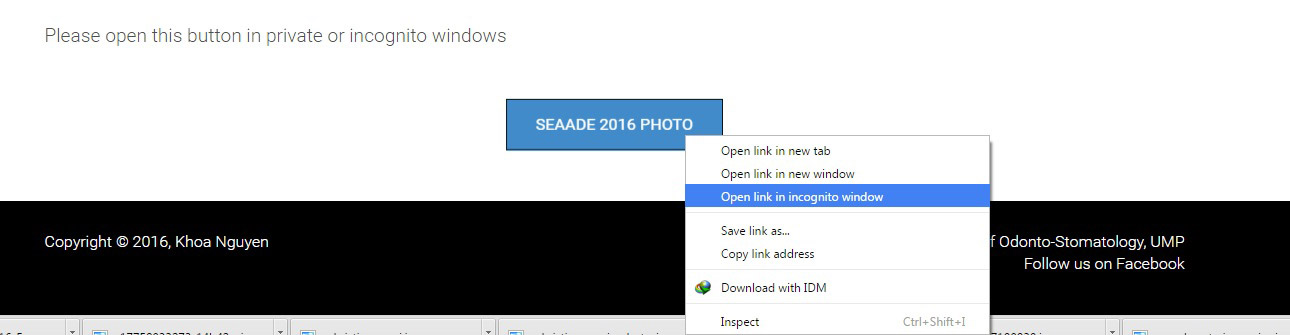 Please open this button in private or incognito windows
SEAADE 2016 PHOTO
Open link in new tab
Open link in new window
Open link in incognito window
Save link as...
Copy link address
Download with IDM
Inspect Ctrl+Shift+I
Copyright © 2016, Khoa Nguyen
f Odonto-Stomatology, UMP
Follow us on Facebook